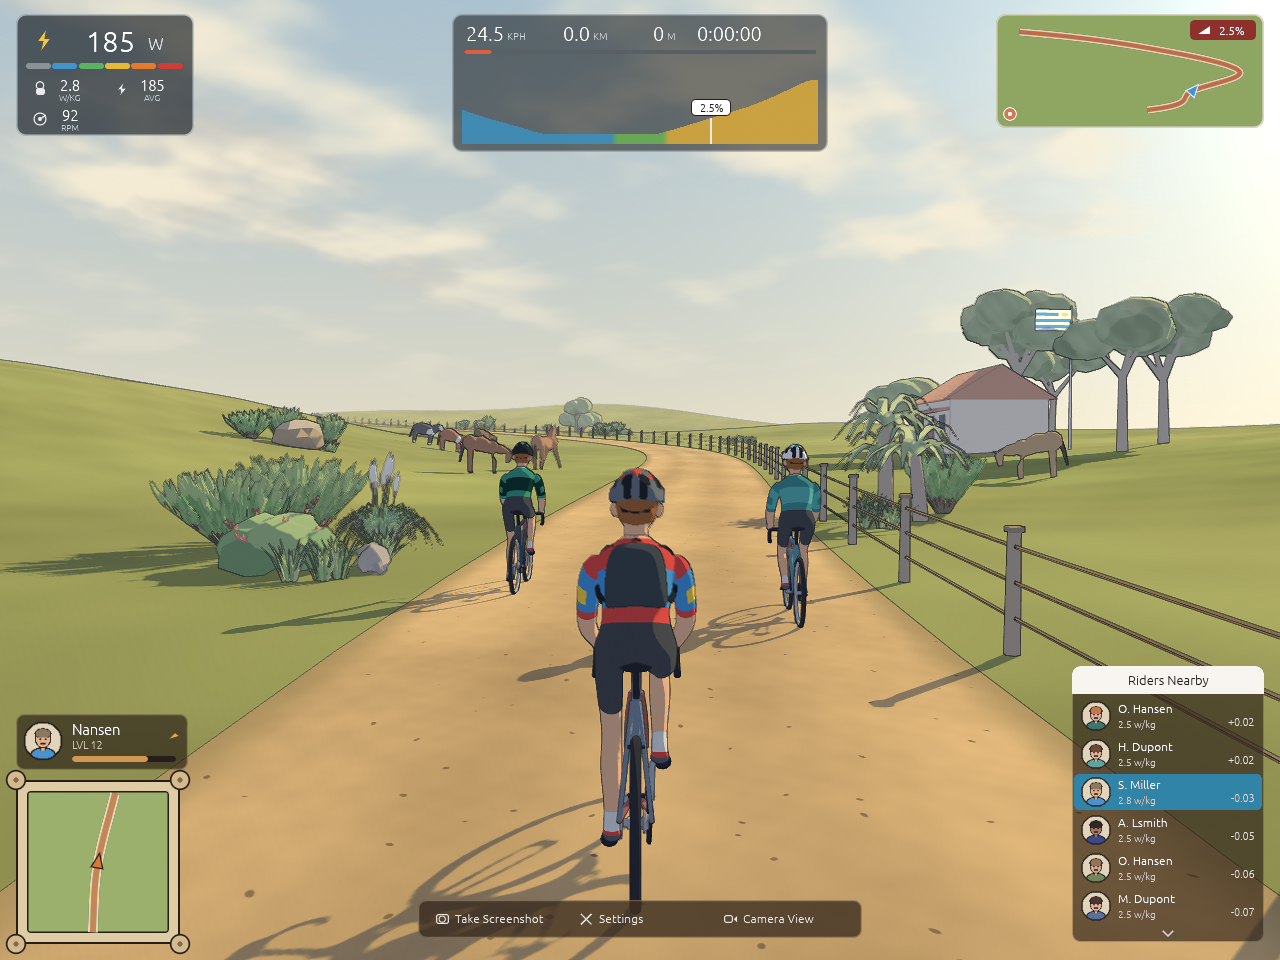 185 W
2.8 W/KG
185 AVG
92 RPM
24.5 KPH 0.0 KM 0 M 0:00:00
2.5%
2.5%
Nansen
LVL 12
Riders Nearby
O. Hansen
2.5 w/kg +0.02
H. Dupont
2.5 w/kg +0.02
S. Miller
2.8 w/kg -0.03
A. Lsmith
2.5 w/kg -0.05
O. Hansen
2.5 w/kg -0.06
M. Dupont
2.5 w/kg -0.07
Take Screenshot Settings Camera View